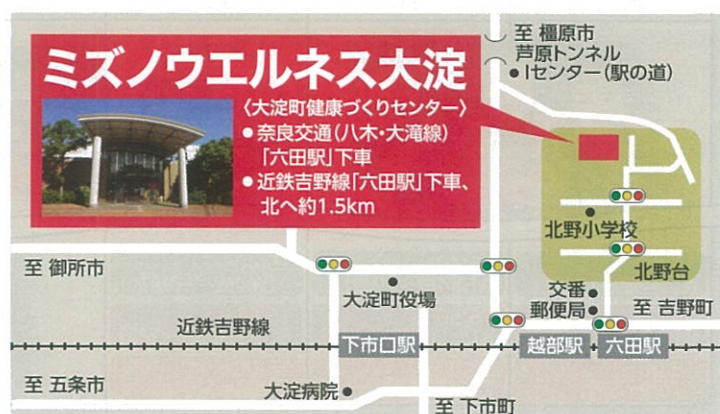 至 橿原市
芦原トンネル
iセンター(駅の道)
ミズノウエルネス大淀
〈大淀町健康づくりセンター〉
●奈良交通(八木・大滝線)
「六田駅」下車
●近鉄吉野線「六田駅」下車、
北へ約1.5km
北野小学校
北野台
至 御所市
大淀町役場
交番
郵便局
至 吉野町
近鉄吉野線
下市口駅
越部駅
六田駅
至 五条市
大淀病院
至 下市町